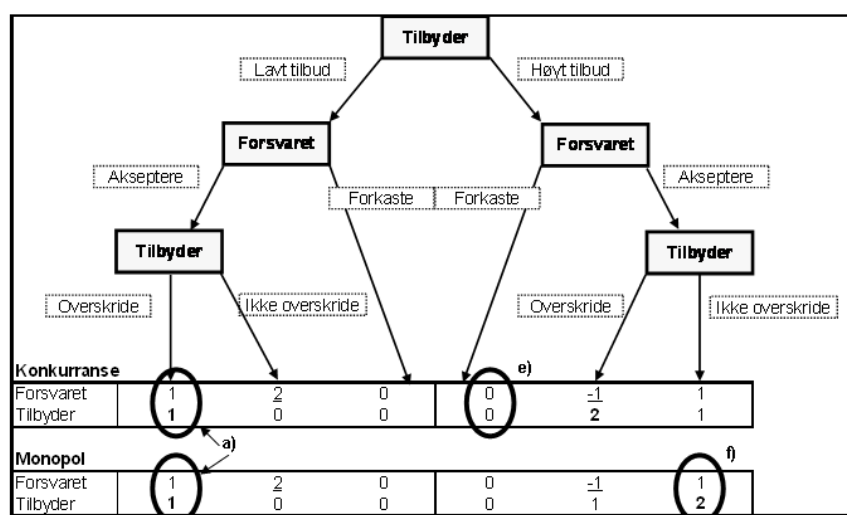 Tilbyder
Lavt tilbud
Høyt tilbud
Forsvaret
Forsvaret
Akseptere
Forkaste
Forkaste
Akseptere
Tilbyder
Tilbyder
Overskride
Ikke overskride
Overskride
Ikke overskride
Konkurranse
e)
Forsvaret 1 2 0 0 -1 1
Tilbyder 1 0 0 0 2 1
a)
Monopol
f)
Forsvaret 1 2 0 0 -1 1
Tilbyder 1 0 0 0 1 2